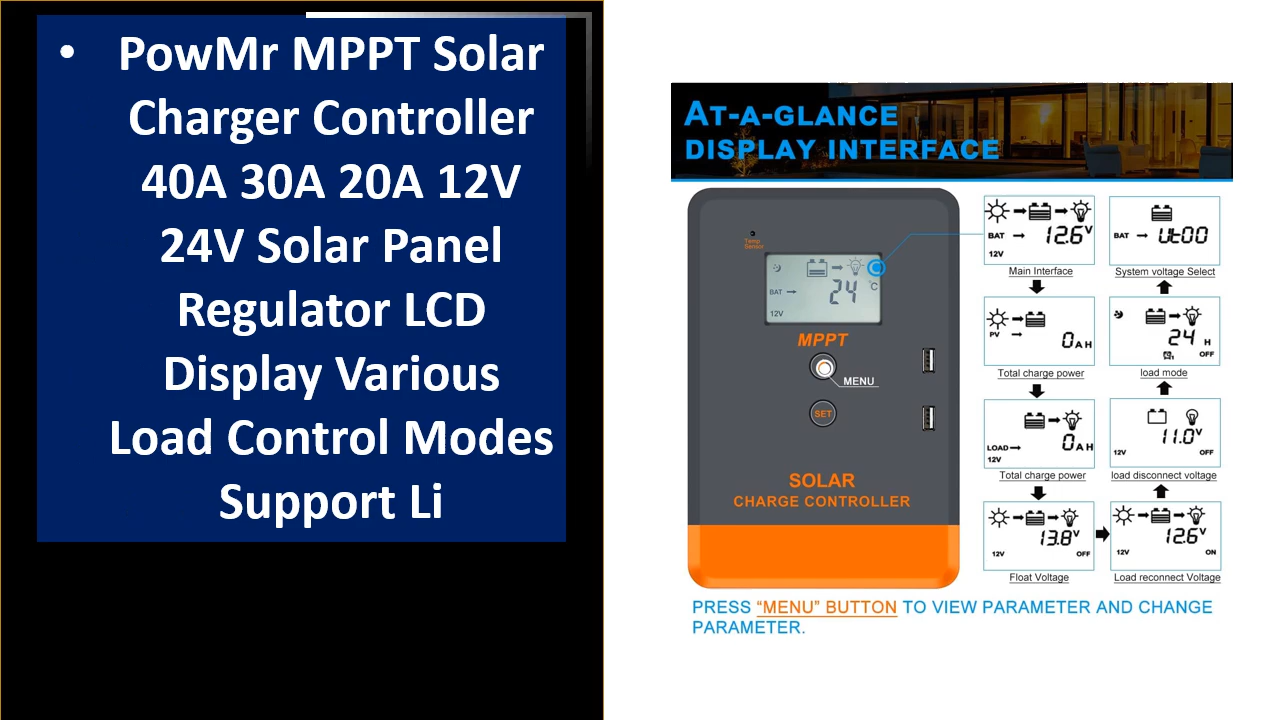 • PowMr MPPT Solar
Charger Controller
40A 30A 20A 12V
24V Solar Panel
Regulator LCD
Display Various
Load Control Modes
Support Li
AT-A-GLANCE
DISPLAY INTERFACE
BAT
24 °C
12V
MPPT
MENU
SET
SOLAR
CHARGE CONTROLLER
BAT 12.6V
12V
Main Interface
BAT Ut00
System voltage Select
PV
0AH
Total charge power
24 H
OFF
load mode
LOAD 0AH
12V
Total charge power
11.0V
12V OFF
load disconnect voltage
13.8V
12V OFF
Float Voltage
12.6V
12V ON
Load reconnect Voltage
PRESS “MENU” BUTTON TO VIEW PARAMETER AND CHANGE
PARAMETER.